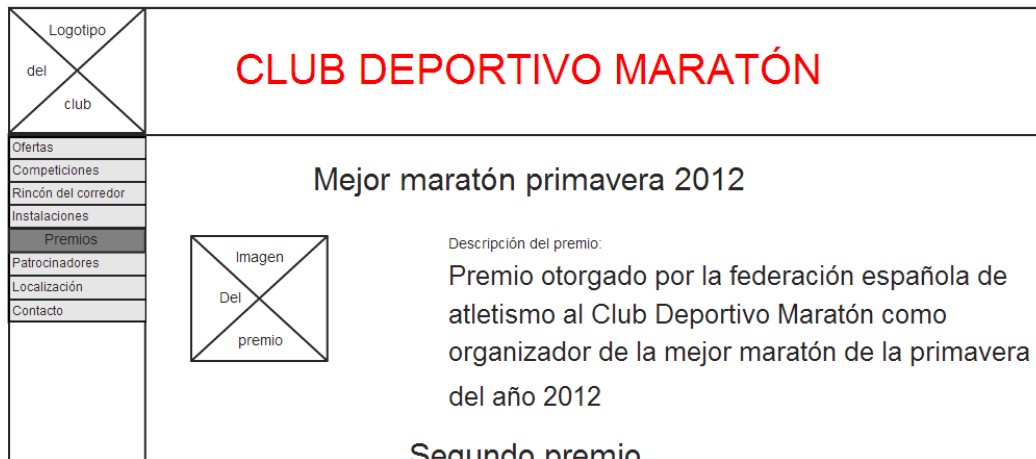 Logotipo
del
club
CLUB DEPORTIVO MARATÓN
Ofertas
Competiciones
Rincón del corredor
Instalaciones
Premios
Patrocinadores
Localización
Contacto
Mejor maratón primavera 2012
Imagen
Del
premio
Descripción del premio:
Premio otorgado por la federación española de
atletismo al Club Deportivo Maratón como
organizador de la mejor maratón de la primavera
del año 2012
Segundo premio